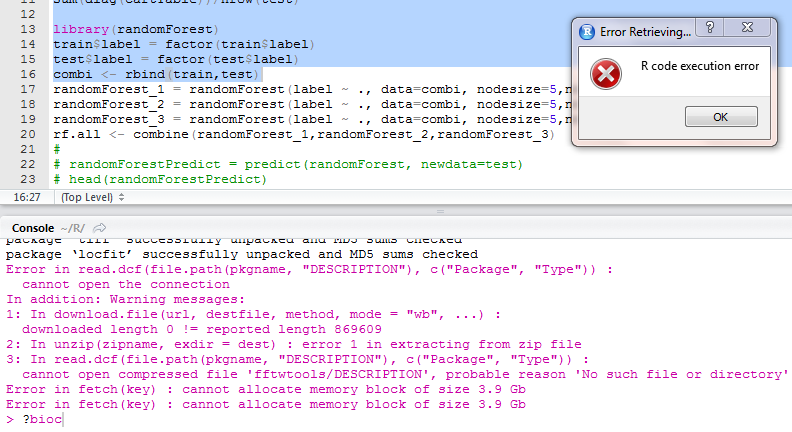 11 sum(diag(cartTable))/nrow(test)
12
13 library(randomForest)
14 train$label = factor(train$label)
15 test$label = factor(test$label)
16 combi <- rbind(train,test)
17 randomForest_1 = randomForest(label ~ ., data=combi, nodesize=5,n
18 randomForest_2 = randomForest(label ~ ., data=combi, nodesize=5,n
19 randomForest_3 = randomForest(label ~ ., data=combi, nodesize=5,n
20 rf.all <- combine(randomForest_1,randomForest_2,randomForest_3)
21 #
22 # randomForestPredict = predict(randomForest, newdata=test)
23 # head(randomForestPredict)
Error Retrieving...
R code execution error
OK
16:27 (Top Level)
Console ~/R/
package ‘tiff’ successfully unpacked and MD5 sums checked
package ‘locfit’ successfully unpacked and MD5 sums checked
Error in read.dcf(file.path(pkgname, "DESCRIPTION"), c("Package", "Type")) :
cannot open the connection
In addition: Warning messages:
1: In download.file(url, destfile, method, mode = "wb", ...) :
downloaded length 0 != reported length 869609
2: In unzip(zipname, exdir = dest) : error 1 in extracting from zip file
3: In read.dcf(file.path(pkgname, "DESCRIPTION"), c("Package", "Type")) :
cannot open compressed file 'fftwtools/DESCRIPTION', probable reason 'No such file or directory'
Error in fetch(key) : cannot allocate memory block of size 3.9 Gb
Error in fetch(key) : cannot allocate memory block of size 3.9 Gb
> ?bioc